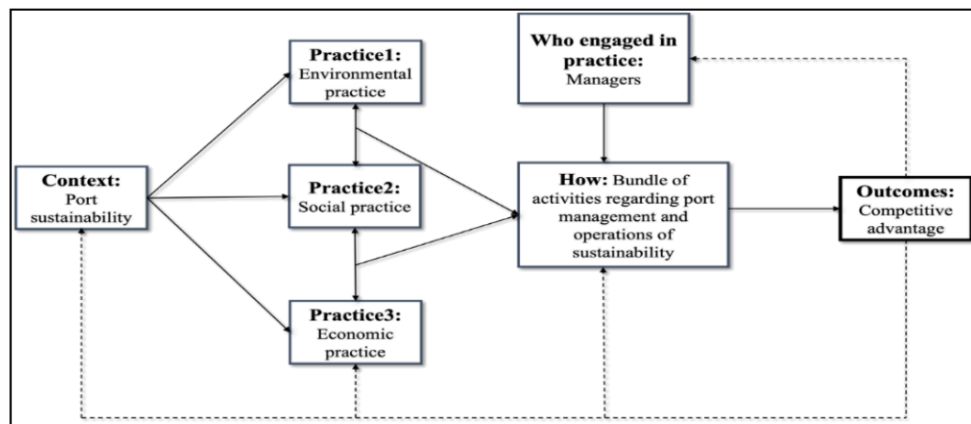 Context:
Port
sustainability
Practice1:
Environmental
practice
Practice2:
Social practice
Practice3:
Economic
practice
Who engaged in
practice:
Managers
How: Bundle of
activities regarding port
management and
operations of
sustainability
Outcomes:
Competitive
advantage